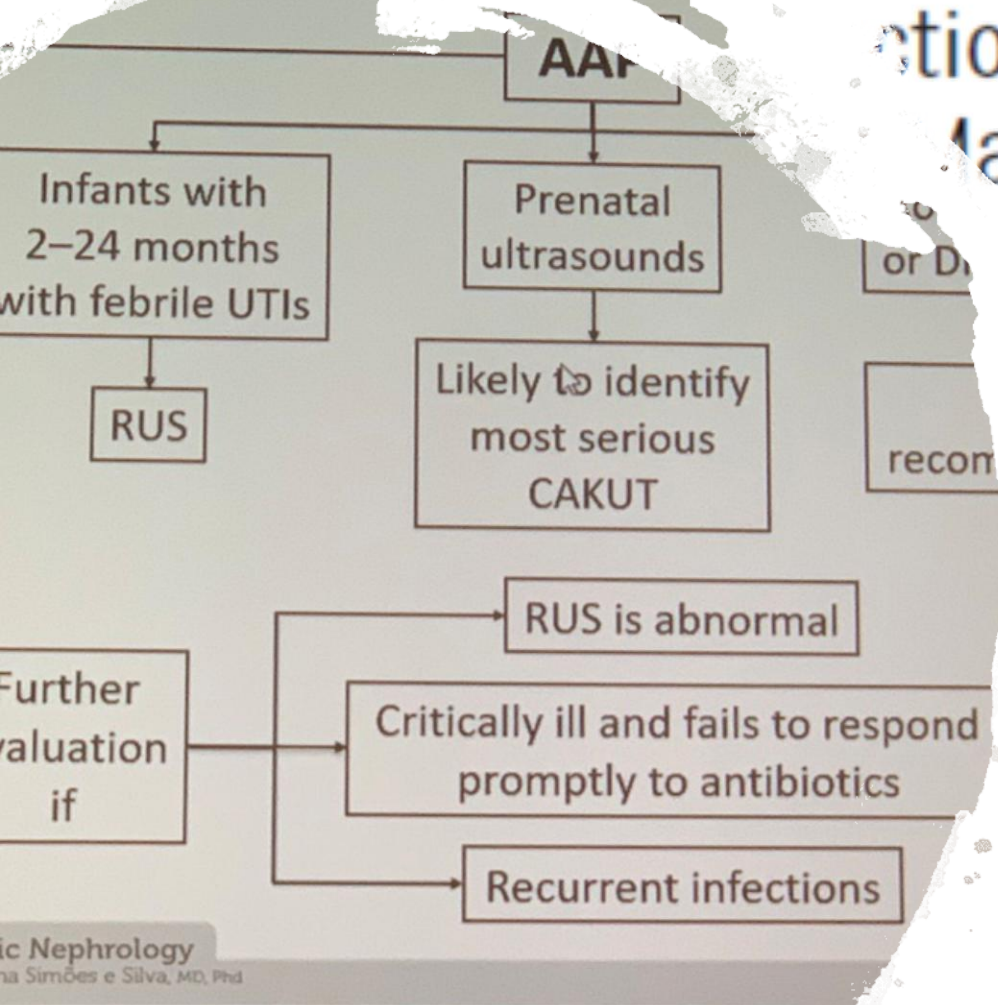 AAP
Infants with
2–24 months
with febrile UTIs
RUS
Prenatal
ultrasounds
or
Likely to identify
most serious
CAKUT
Further
if
RUS is abnormal
Critically ill and fails to respond
promptly to antibiotics
Recurrent infections
Nephrology
Simões e Silva, MD, Phd